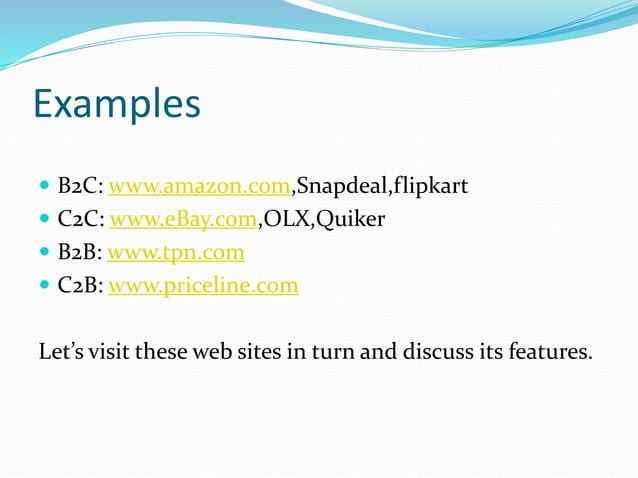 Examples
B2C: www.amazon.com,Snapdeal,flipkart
C2C: www.eBay.com,OLX,Quiker
B2B: www.tpn.com
C2B: www.priceline.com
Let’s visit these web sites in turn and discuss its features.